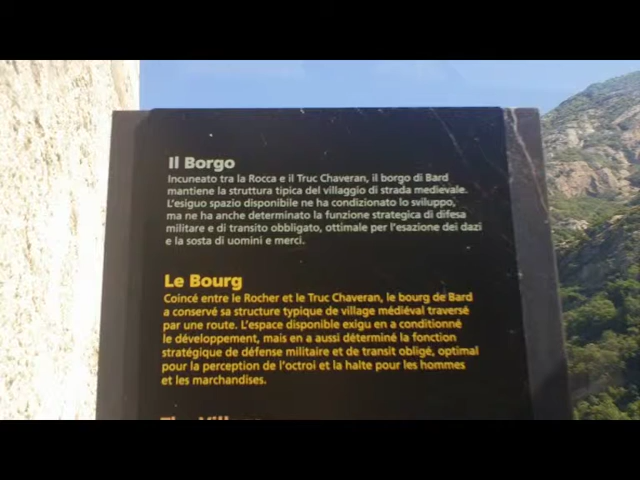 Il Borgo
Incuneato tra la Rocca e il Truc Chaveran, il borgo di Bard
mantiene la struttura tipica del villaggio di strada medievale.
L'esiguo spazio disponibile ne ha condizionato lo sviluppo,
ma ne ha anche determinato la funzione strategica di difesa
militare e di transito obbligato, ottimale per l'esazione dei dazi
e la sosta di uomini e merci.
Le Bourg
Coincé entre le Rocher et le Truc Chaveran, le bourg de Bard
a conservé sa structure typique de village médiéval traversé
par une route. L'espace disponible exigu en a conditionné
le développement, mais en a aussi déterminé la fonction
stratégique de défense militaire et de transit obligé, optimal
pour la perception de l'octroi et la halte pour les hommes
et les marchandises.
The Village